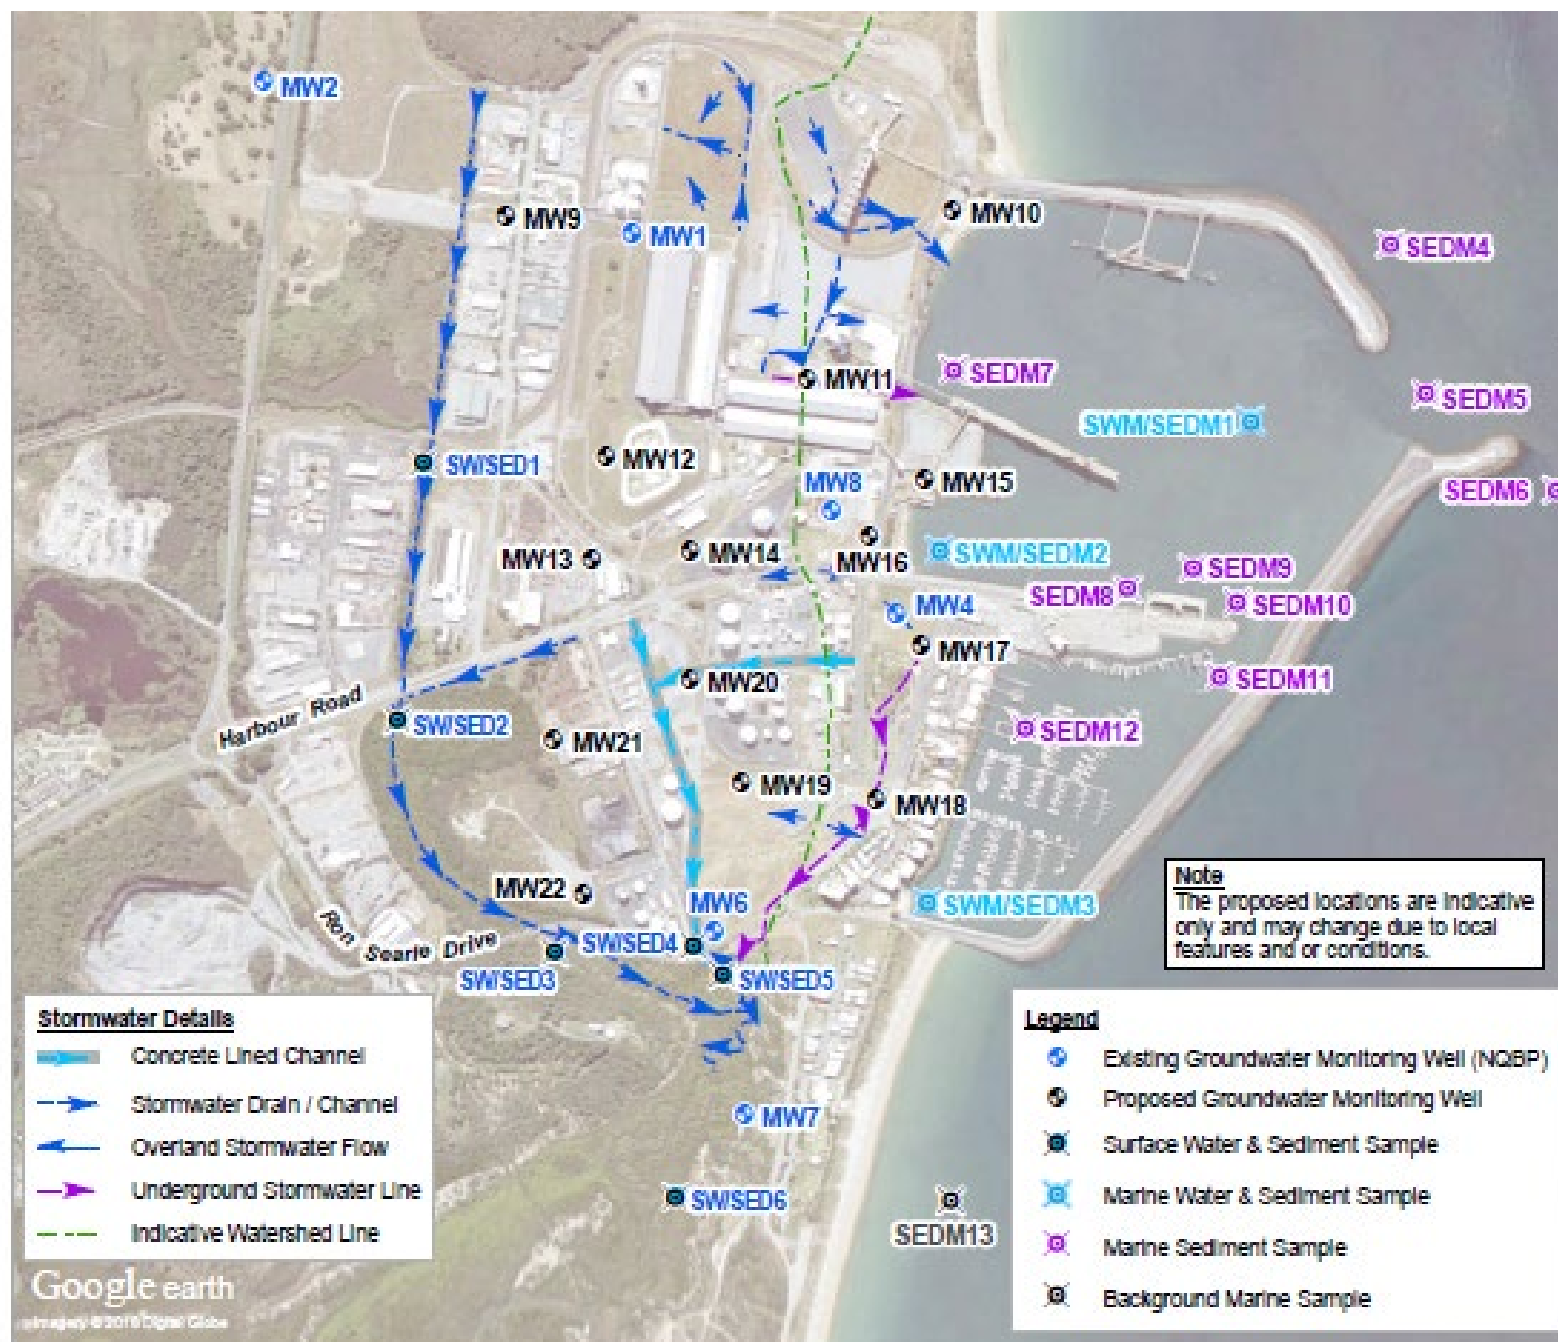 MW2
MW9
MW1
MW10
SEDM4
MW11
SEDM7
SEDM5
SWM/SEDM1
SW/SED1
MW12
MW8
MW15
SEDM6
MW13
MW14
MW16
SWM/SEDM2
SEDM9
SEDM8
SEDM10
MW4
MW17
MW20
SEDM11
Harbour Road
SW/SED2
MW21
SEDM12
MW19
MW18
MW22
MW6
SWM/SEDM3
Ron Searle Drive
SW/SED4
SW/SED3
SW/SED5
MW7
SW/SED6
SEDM13
Note
The proposed locations are indicative
only and may change due to local
features and or conditions.
Stormwater Details
Concrete Lined Channel
Stormwater Drain / Channel
Overland Stormwater Flow
Underground Stormwater Line
Indicative Watershed Line
Legend
Existing Groundwater Monitoring Well (NQBP)
Proposed Groundwater Monitoring Well
Surface Water & Sediment Sample
Marine Water & Sediment Sample
Marine Sediment Sample
Background Marine Sample
Google earth
Imagery © 2016 Digital Globe